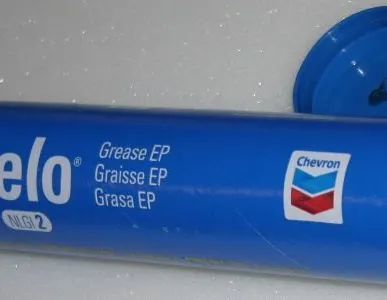 elo®
NLGI 2
Grease EP
Graisse EP
Grasa EP
Chevron